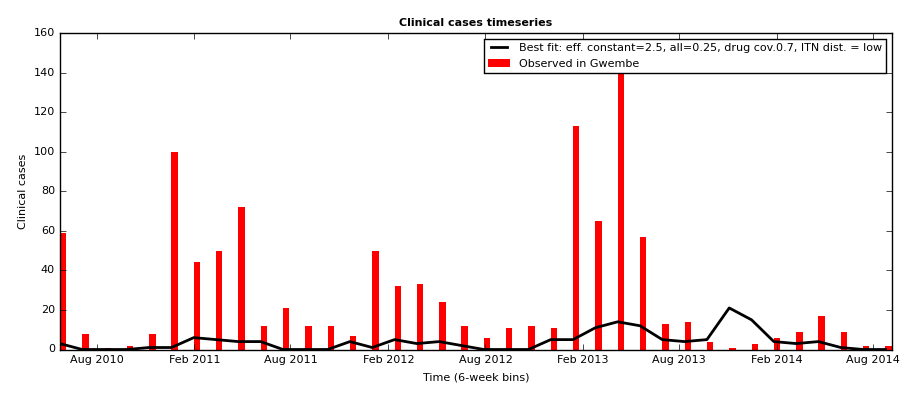 Clinical cases timeseries
Best fit: eff. constant=2.5, all=0.25, drug cov.0.7, ITN dist. = low
Observed in Gwembe
Clinical cases
160
140
120
100
80
60
40
20
0
Aug 2010
Feb 2011
Aug 2011
Feb 2012
Aug 2012
Feb 2013
Aug 2013
Feb 2014
Aug 2014
Time (6-week bins)